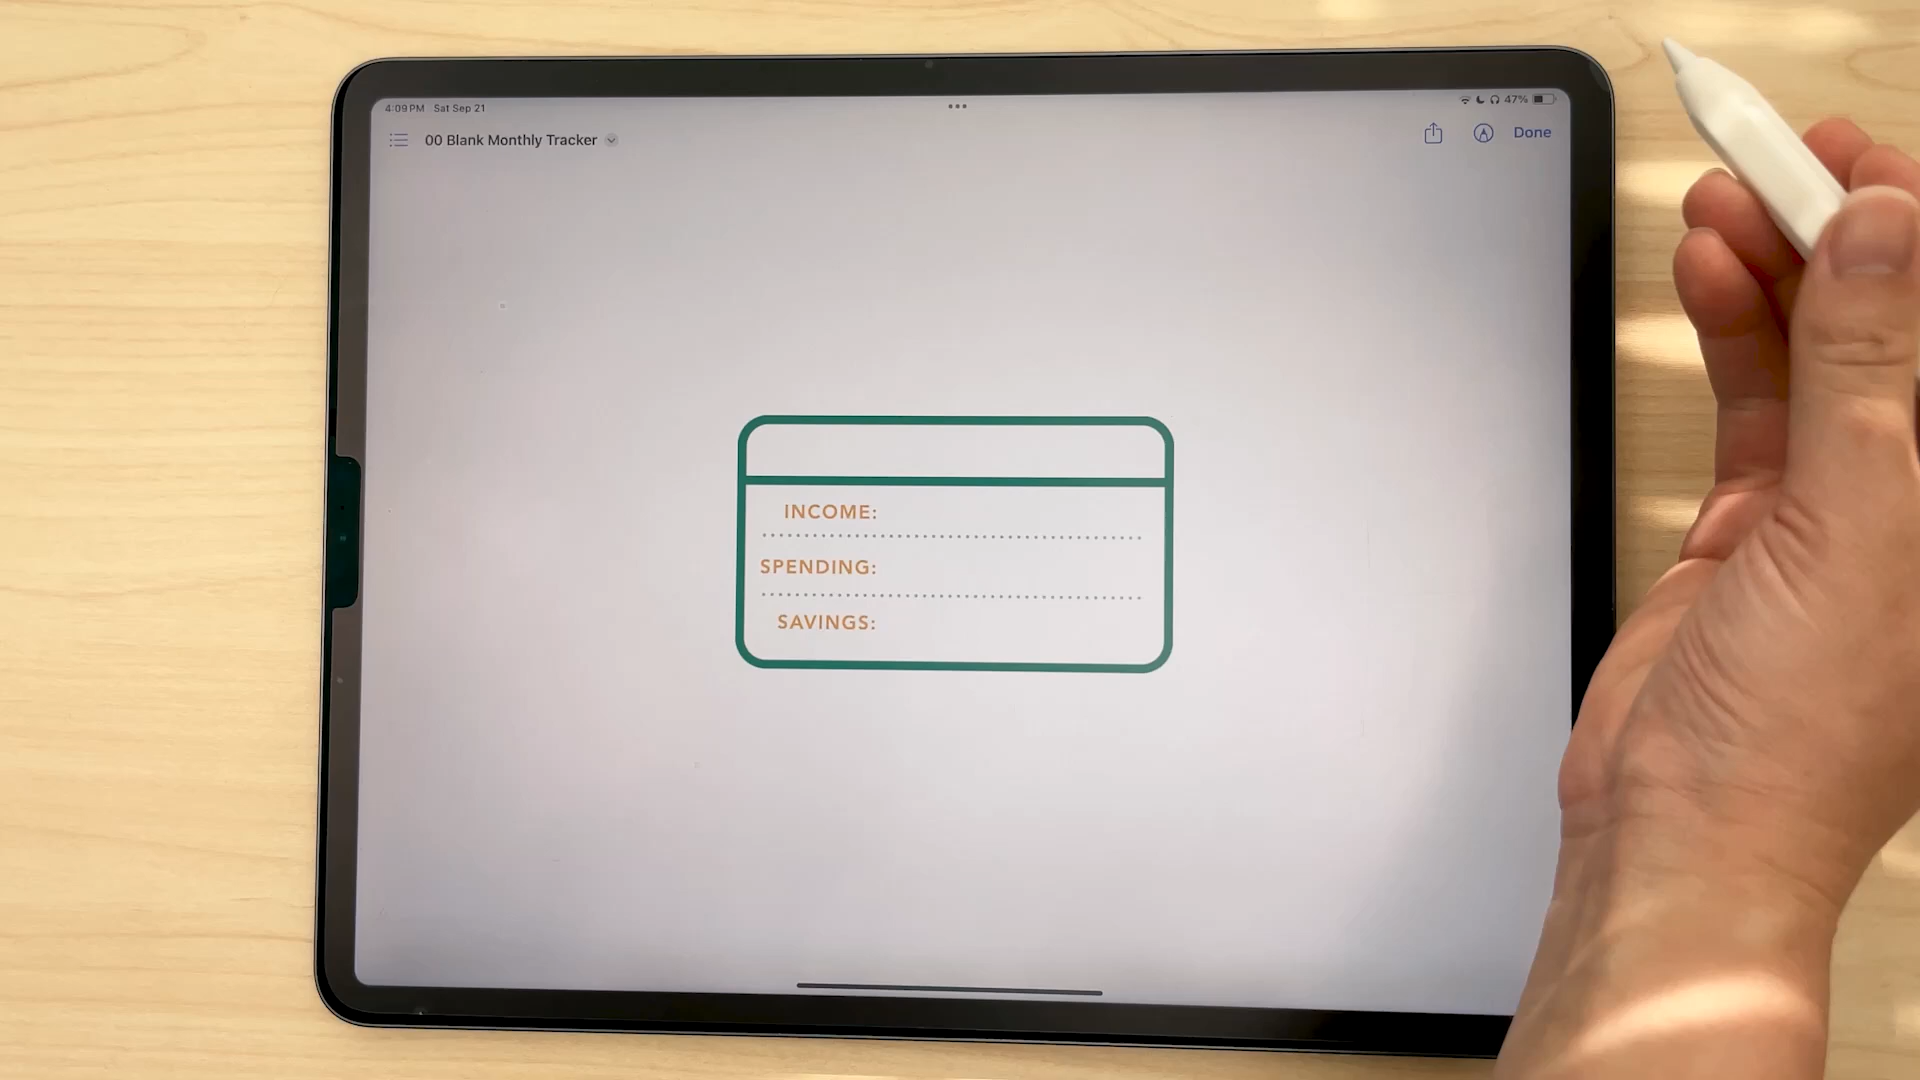 4:09 PM Sat Sep 21
47%
00 Blank Monthly Tracker
Done
INCOME:
SPENDING:
SAVINGS: